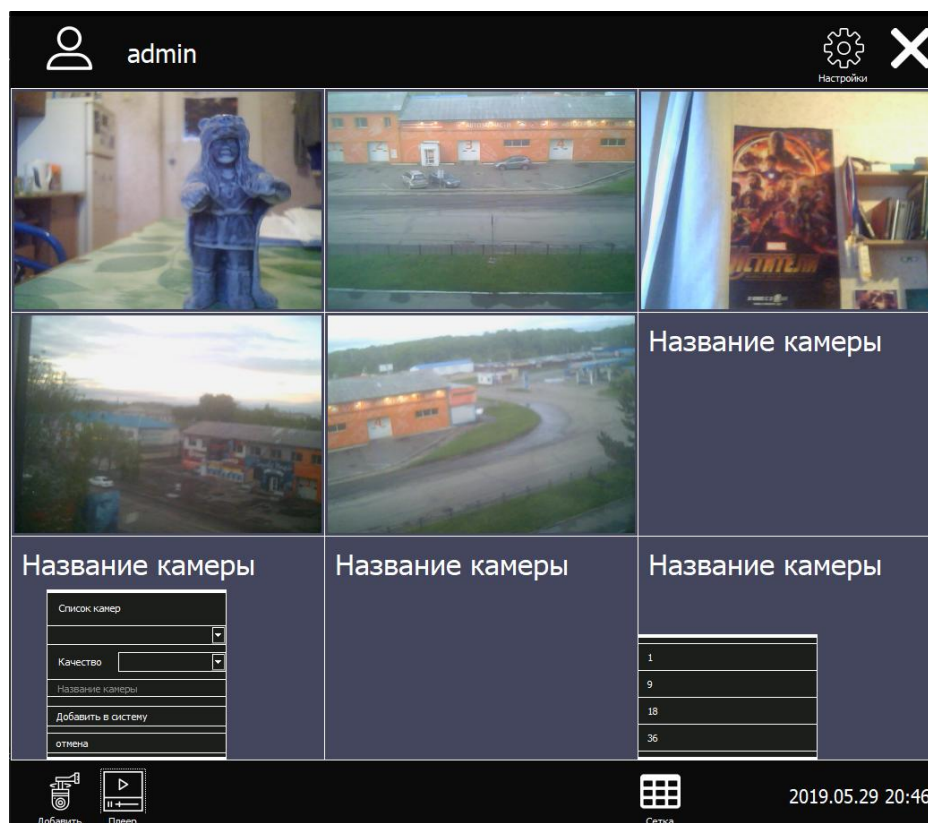 admin
Настройки
MARVEL
Название камеры
Название камеры
Название камеры
Название камеры
Список камер
Качество
Название камеры
Добавить в систему
отмена
1
9
18
36
Добавить
Плеер
Сетка
2019.05.29 20:46